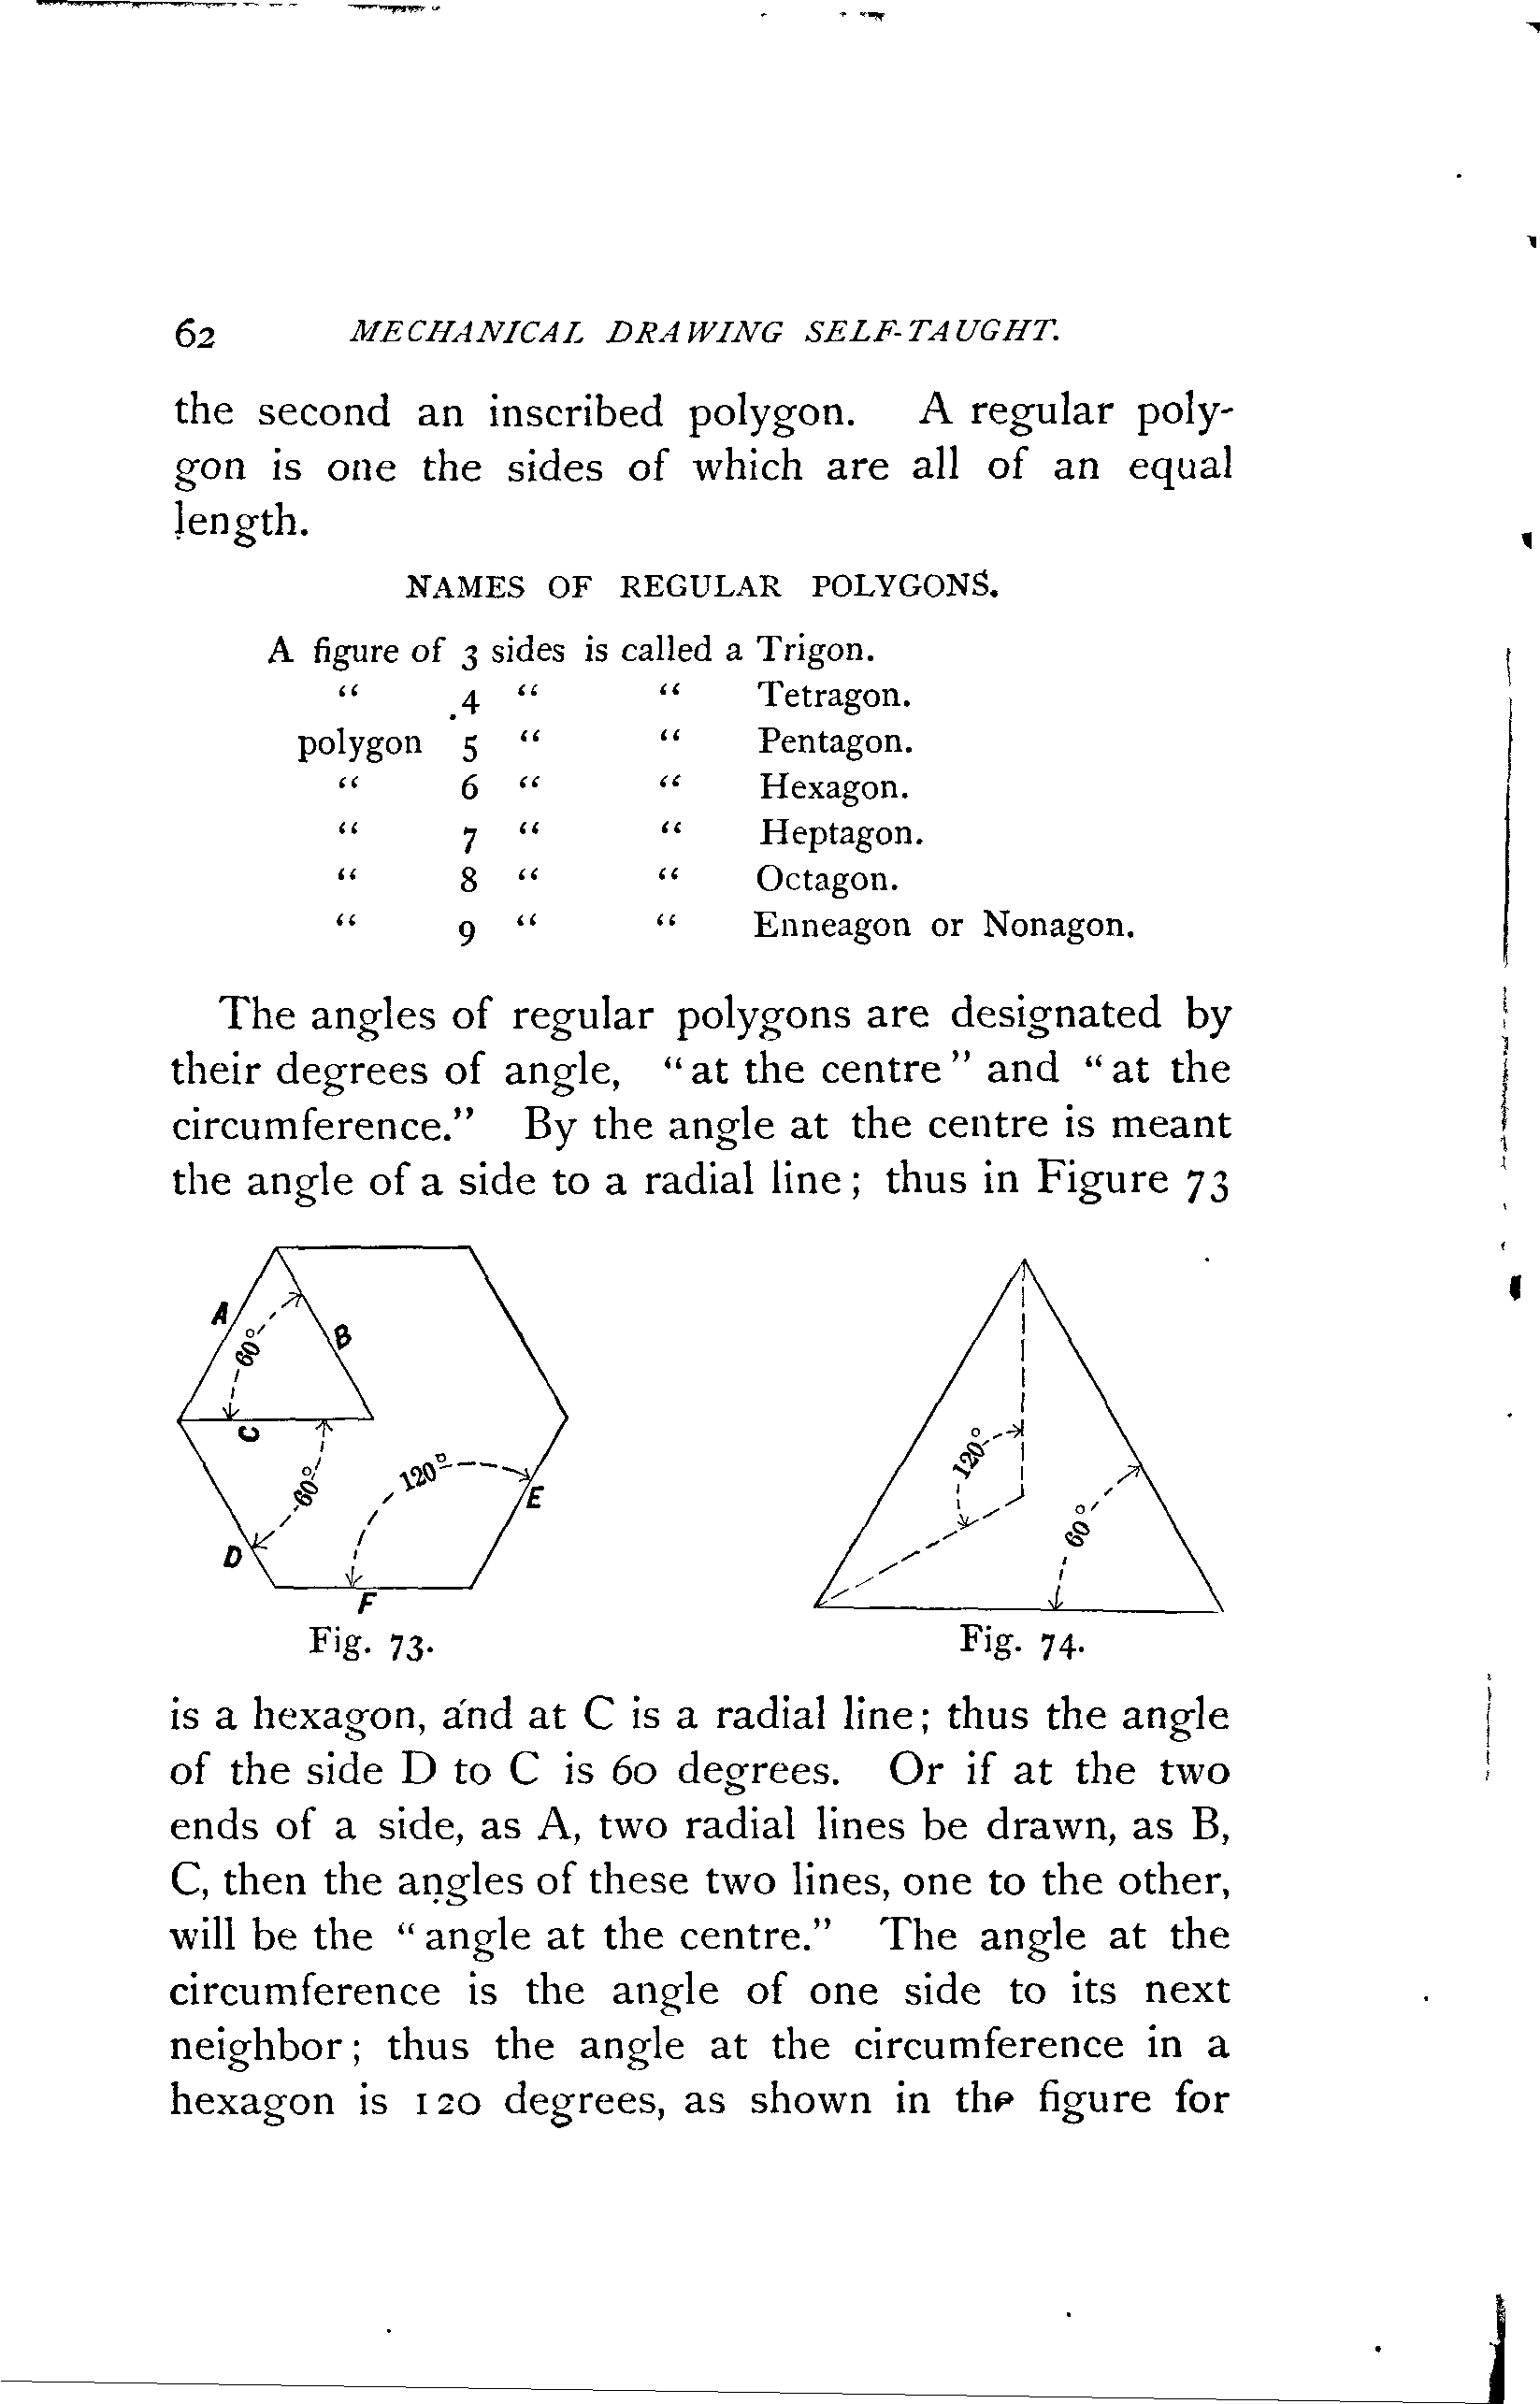 62 MECHANICAL DRAWING SELF-TAUGHT.
the second an inscribed polygon. A regular poly-
gon is one the sides of which are all of an equal
length.
NAMES OF REGULAR POLYGONS.
A figure of 3 sides is called a Trigon.
“ 4 “ “ Tetragon.
polygon 5 “ “ Pentagon.
“ 6 “ “ Hexagon.
“ 7 “ “ Heptagon.
“ 8 “ “ Octagon.
“ 9 “ “ Enneagon or Nonagon.
The angles of regular polygons are designated by
their degrees of angle, “at the centre” and “at the
circumference.” By the angle at the centre is meant
the angle of a side to a radial line; thus in Figure 73
A
60°
B
C
60°
D
120°
E
F
Fig. 73.
120°
60°
Fig. 74.
is a hexagon, and at C is a radial line; thus the angle
of the side D to C is 60 degrees. Or if at the two
ends of a side, as A, two radial lines be drawn, as B,
C, then the angles of these two lines, one to the other,
will be the “angle at the centre.” The angle at the
circumference is the angle of one side to its next
neighbor; thus the angle at the circumference in a
hexagon is 120 degrees, as shown in the figure for